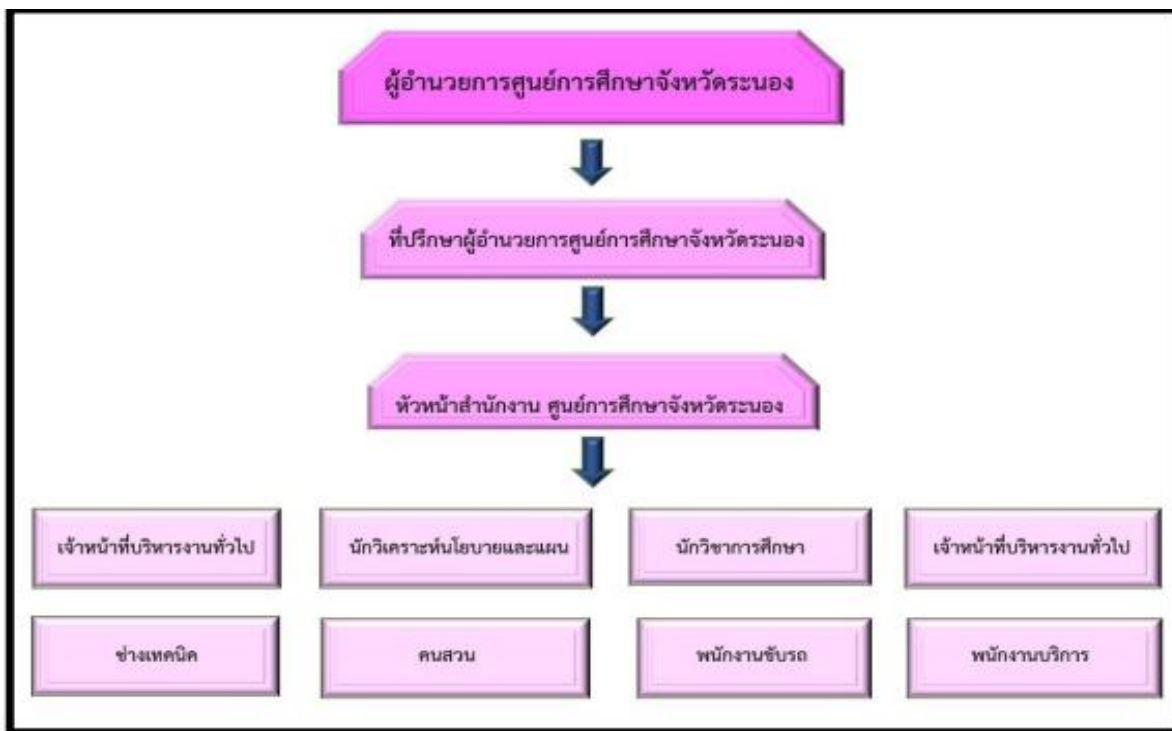 ผู้อำนวยการศูนย์การศึกษาจังหวัดระนอง
ที่ปรึกษาผู้อำนวยการศูนย์การศึกษาจังหวัดระนอง
หัวหน้าสำนักงาน ศูนย์การศึกษาจังหวัดระนอง
เจ้าหน้าที่บริหารงานทั่วไป
นักวิเคราะห์นโยบายและแผน
นักวิชาการศึกษา
เจ้าหน้าที่บริหารงานทั่วไป
ช่างเทคนิค
คนสวน
พนักงานขับรถ
พนักงานบริการ